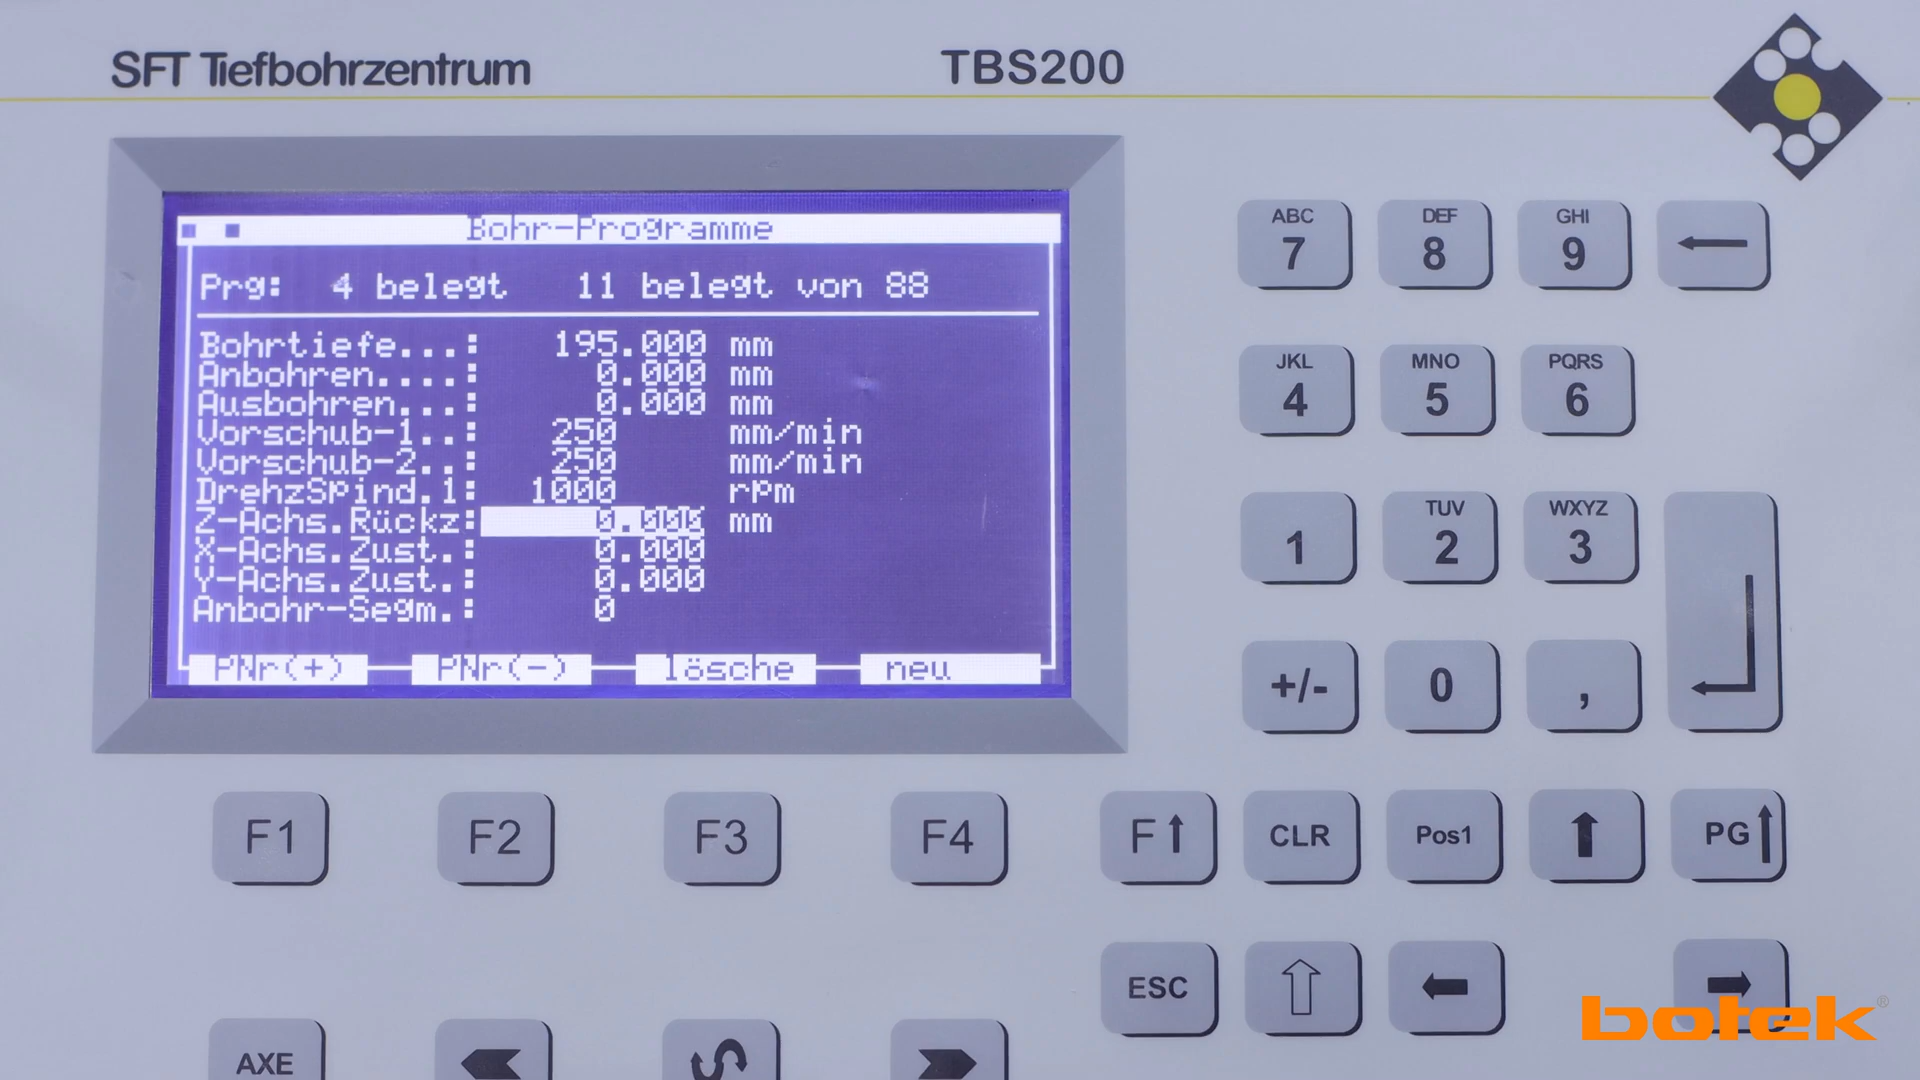 SFT Tiefbohrzentrum
TBS200
Bohr-Programme
Prg: 4 belegt 11 belegt von 88
Bohrtiefe...: 195.000 mm
Anbohren....: 0.000 mm
Ausbohren...: 0.000 mm
Vorschub-1..: 250 mm/min
Vorschub-2..: 250 mm/min
DrehzSpind.1: 1000 rpm
Z-Achs.Rückz: 0.000 mm
X-Achs.Zust.: 0.000
Y-Achs.Zust.: 0.000
Anbohr-Segm.: 0
PNr(+) PNr(-) lösche neu
ABC DEF GHI
7 8 9
JKL MNO PQRS
4 5 6
TUV WXYZ
1 2 3
+/- 0 ,
F1 F2 F3 F4 F CLR Pos1 PG
ESC
AXE
botek®